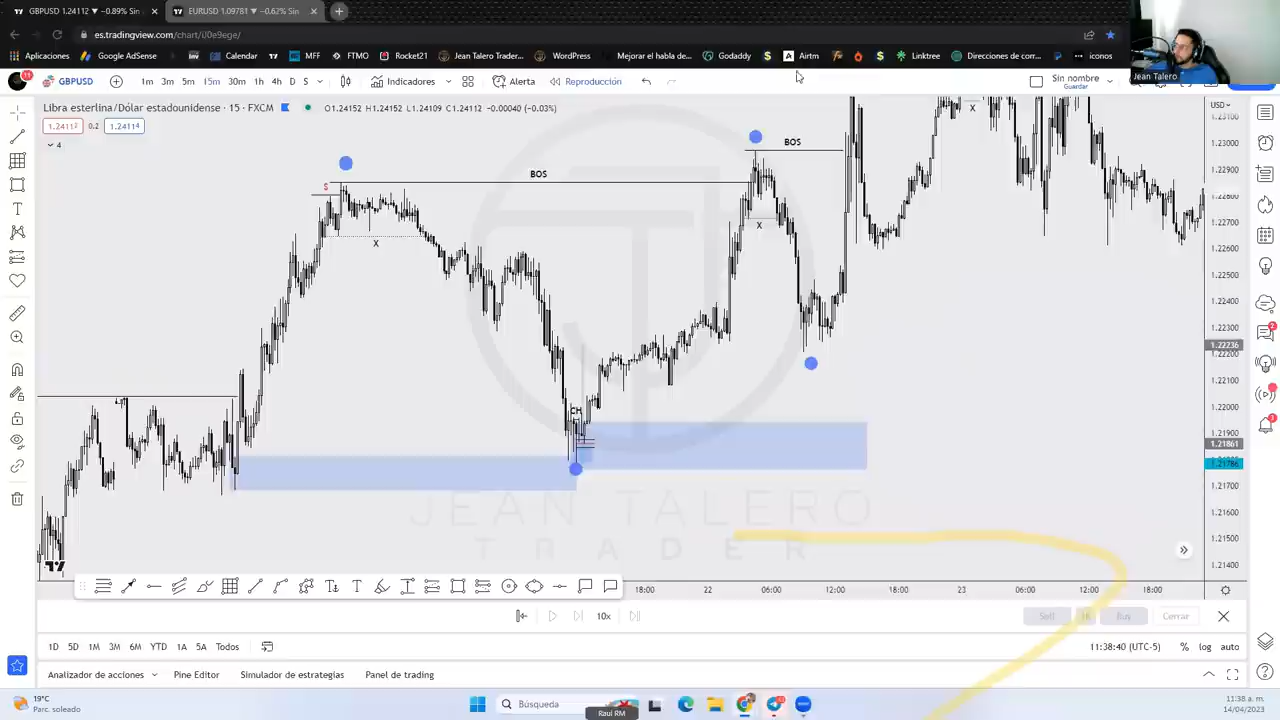 GBPUSD 1.24112 ▼ −0.89% Sin
EURUSD 1.09781 ▼ −0.62% Sin
es.tradingview.com/chart/iJ0e9ege/
Aplicaciones
Google AdSense
Calendar
MFF
FTMO
Rocket21
Jean Talero Trader...
WordPress
Mejorar el habla de...
Godaddy
Airtm
Linktree
Direcciones de corr...
iconos
Jean Talero
GBPUSD
1m 3m 5m 15m 30m 1h 4h D S
Indicadores
Alerta
Reproducción
Sin nombre
Guardar
Libra esterlina/Dólar estadounidense · 15 · FXCM
O1.24152 H1.24152 L1.24109 C1.24112 −0.00040 (−0.03%)
USD
1.24112 0.2 1.24114
4
BOS
BOS
$
X
X
X
CH
JEAN TALERO
TRADER
1.23100
1.23000
1.22900
1.22800
1.22700
1.22600
1.22500
1.22400
1.22300
1.22236
1.22200
1.22100
1.22000
1.21900
1.21861
1.21786
1.21700
1.21600
1.21500
1.21400
18:00 22 06:00 12:00 18:00 23 06:00 12:00 18:00
10x
Sell
Buy
Cerrar
1D 5D 1M 3M 6M YTD 1A 5A Todos
11:38:40 (UTC-5)
% log auto
Analizador de acciones
Pine Editor
Simulador de estrategias
Panel de trading
19°C
Parc. soleado
Búsqueda
Raul RM
11:38 a. m.
14/04/2023